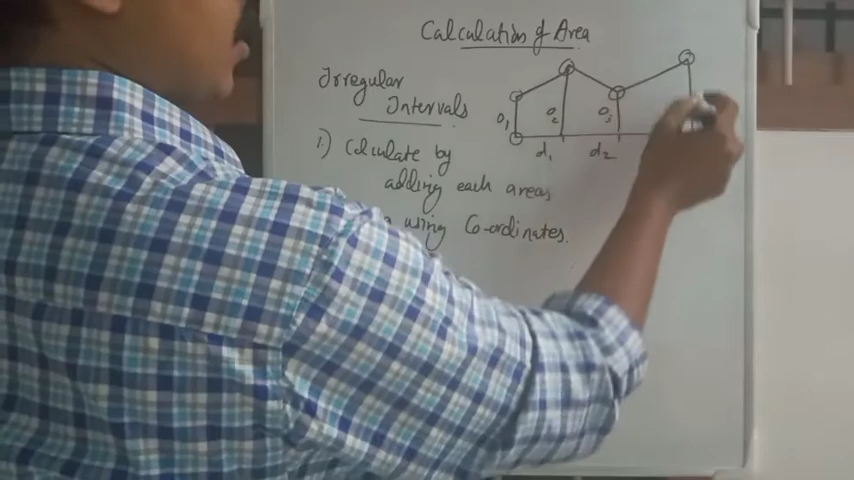 Calculation of Area
Irregular
Intervals
1.) Calculate by
adding each areas
using Co-ordinates.
O1
O2
O3
d1
d2